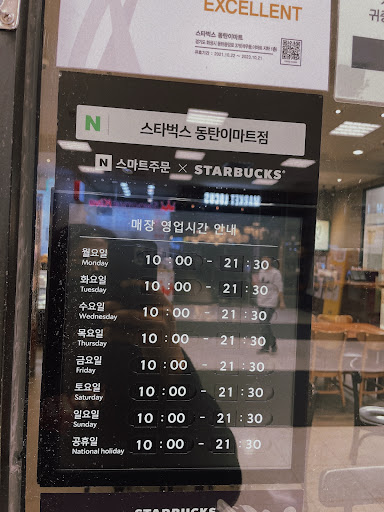 EXCELLENT
스타벅스 동탄이마트점
N 스타벅스 동탄이마트점
N 스마트주문 × STARBUCKS
매장 영업시간 안내
월요일 10 : 00 - 21 : 30
Monday
화요일 10 : 00 - 21 : 30
Tuesday
수요일 10 : 00 - 21 : 30
Wednesday
목요일 10 : 00 - 21 : 30
Thursday
금요일 10 : 00 - 21 : 30
Friday
토요일 10 : 00 - 21 : 30
Saturday
일요일 10 : 00 - 21 : 30
Sunday
공휴일 10 : 00 - 21 : 30
National holiday
STARBUCKS